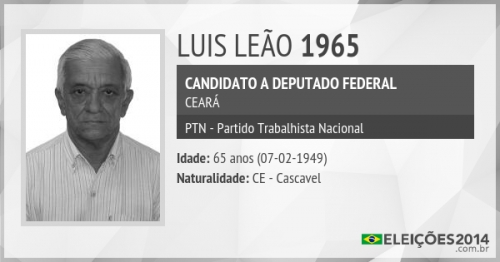 LUIS LEÃO 1965
CANDIDATO A DEPUTADO FEDERAL
CEARÁ
PTN - Partido Trabalhista Nacional
Idade: 65 anos (07-02-1949)
Naturalidade: CE - Cascavel
ELEIÇÕES2014
.com.br